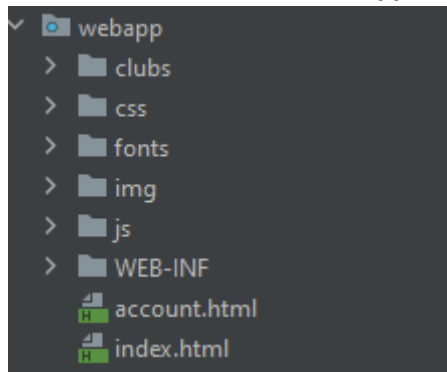 webapp
clubs
css
fonts
img
js
WEB-INF
H account.html
H index.html